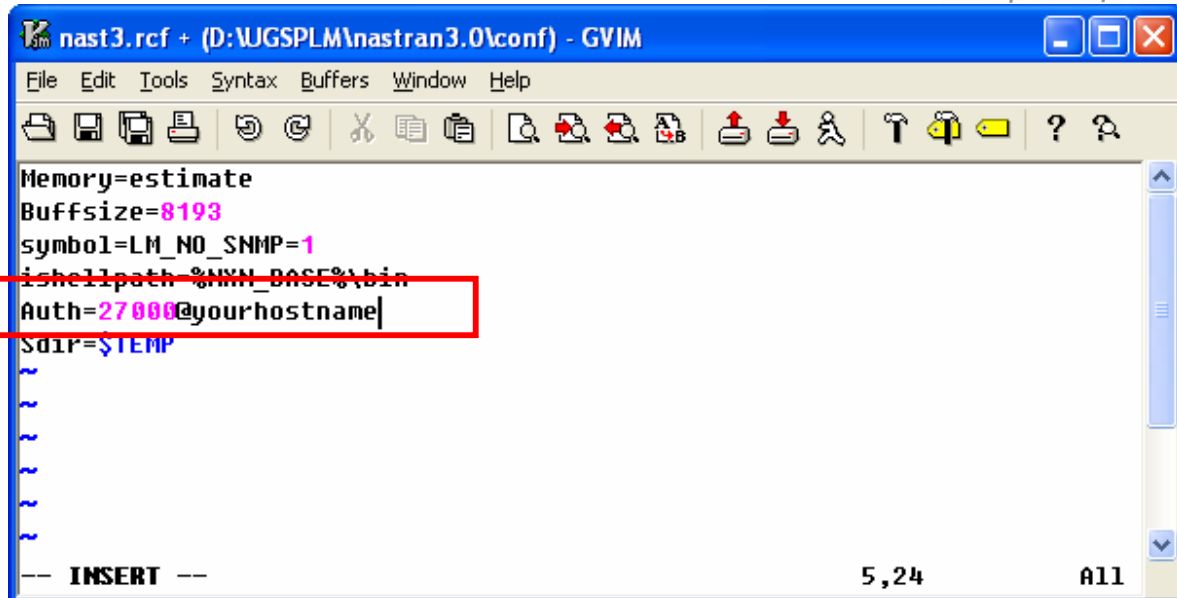 nast3.rcf + (D:\UGSPLM\nastran3.0\conf) - GVIM
File Edit Tools Syntax Buffers Window Help
Memory=estimate
Buffsize=8193
symbol=LM_NO_SNMP=1
ishellpath=%NXN_BASE%\bin
Auth=27000@yourhostname
Sdir=$TEMP
~
~
~
~
~
~
-- INSERT -- 5,24 All